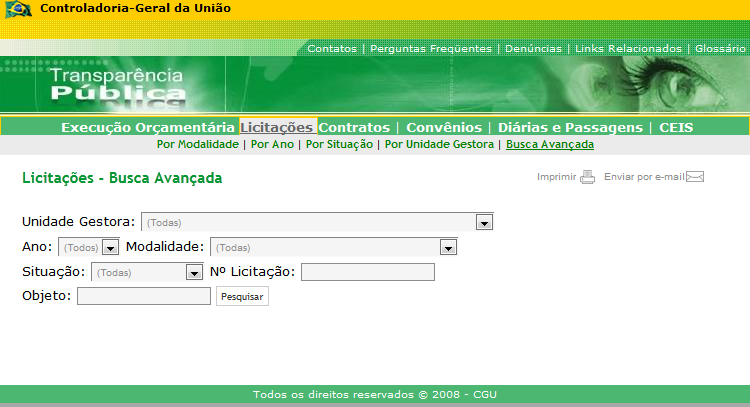 Controladoria-Geral da União
Contatos | Perguntas Freqüentes | Denúncias | Links Relacionados | Glossário
Transparência
Pública
Execução Orçamentária Licitações Contratos | Convênios | Diárias e Passagens | CEIS
Por Modalidade | Por Ano | Por Situação | Por Unidade Gestora | Busca Avançada
Licitações - Busca Avançada Imprimir Enviar por e-mail
Unidade Gestora: (Todas)
Ano: (Todos) Modalidade: (Todas)
Situação: (Todas) Nº Licitação:
Objeto: Pesquisar
Todos os direitos reservados © 2008 - CGU